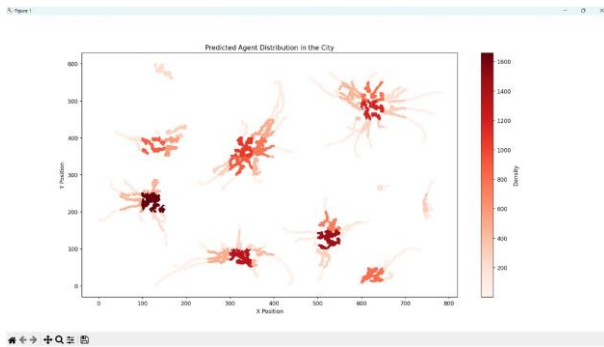 Figure 1
Predicted Agent Distribution in the City
600
500
400
300
200
100
0
Y Position
0 100 200 300 400 500 600 700 800
X Position
1600
1400
1200
1000
800
600
400
200
Density